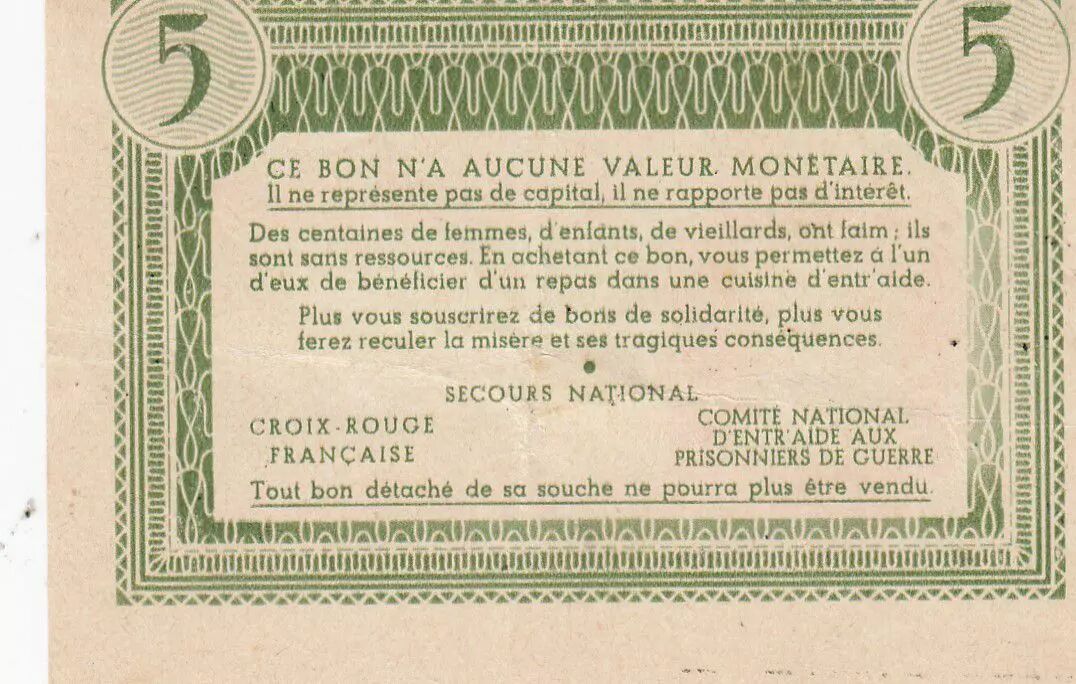 5 5
CE BON N'A AUCUNE VALEUR MONÉTAIRE.
Il ne représente pas de capital, il ne rapporte pas d'intérêt.
Des centaines de femmes, d'enfants, de vieillards, ont faim ; ils
sont sans ressources. En achetant ce bon, vous permettez à l'un
d'eux de bénéficier d'un repas dans une cuisine d'entr'aide.
Plus vous souscrirez de bons de solidarité, plus vous
ferez reculer la misère et ses tragiques conséquences.
SECOURS NATIONAL
CROIX-ROUGE
FRANÇAISE
COMITÉ NATIONAL
D'ENTR'AIDE AUX
PRISONNIERS DE GUERRE
Tout bon détaché de sa souche ne pourra plus être vendu.